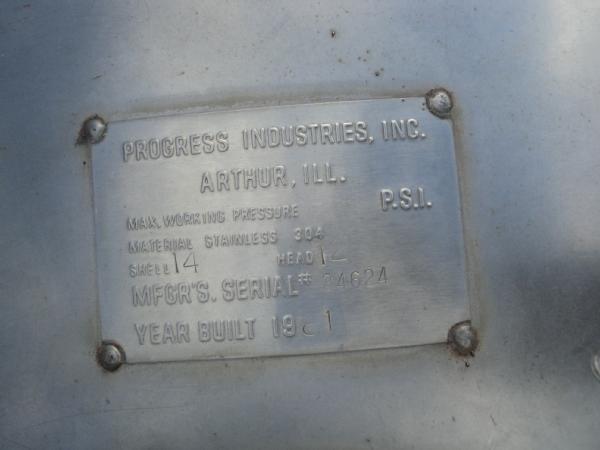 PROGRESS INDUSTRIES, INC.
ARTHUR, ILL.
MAX. WORKING PRESSURE P.S.I.
MATERIAL STAINLESS 304
SHELL 14 HEAD
MFGR'S. SERIAL#
YEAR BUILT